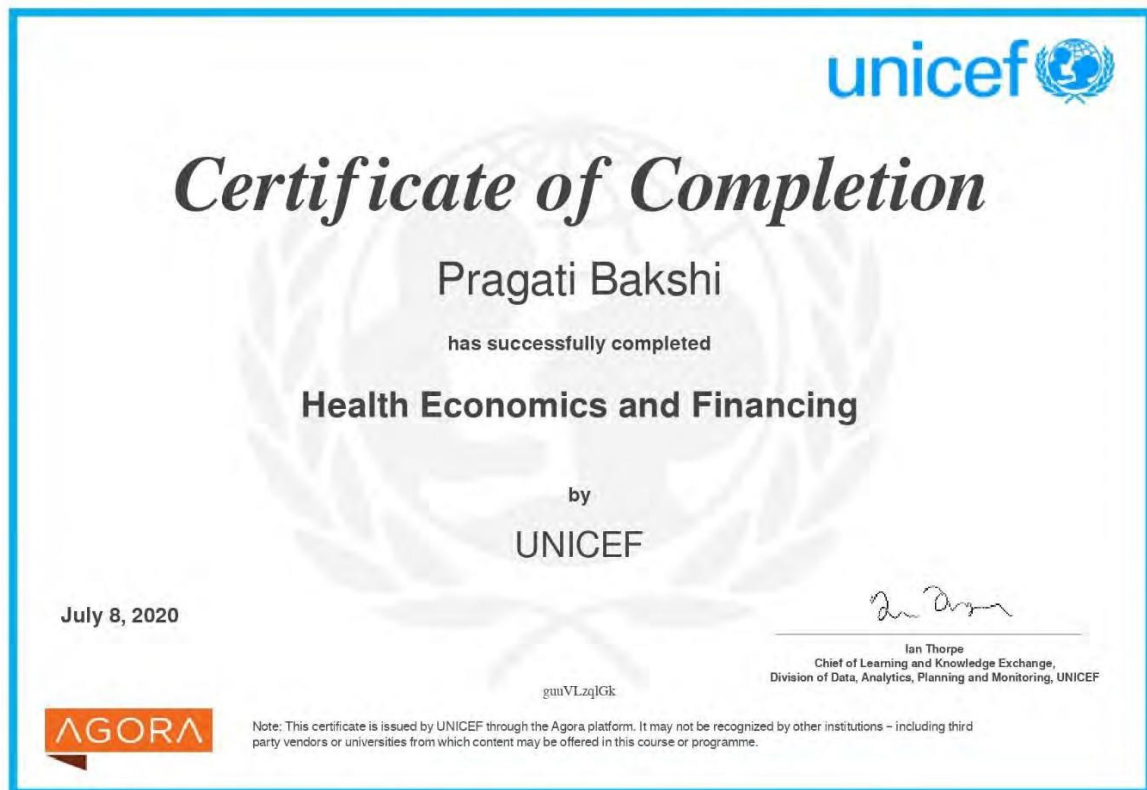 unicef
Certificate of Completion
Pragati Bakshi
has successfully completed
Health Economics and Financing
by
UNICEF
July 8, 2020
Ian Thorpe
Chief of Learning and Knowledge Exchange,
Division of Data, Analytics, Planning and Monitoring, UNICEF
guuVLzqlGk
AGORA
Note: This certificate is issued by UNICEF through the Agora platform. It may not be recognized by other institutions – including third
party vendors or universities from which content may be offered in this course or programme.